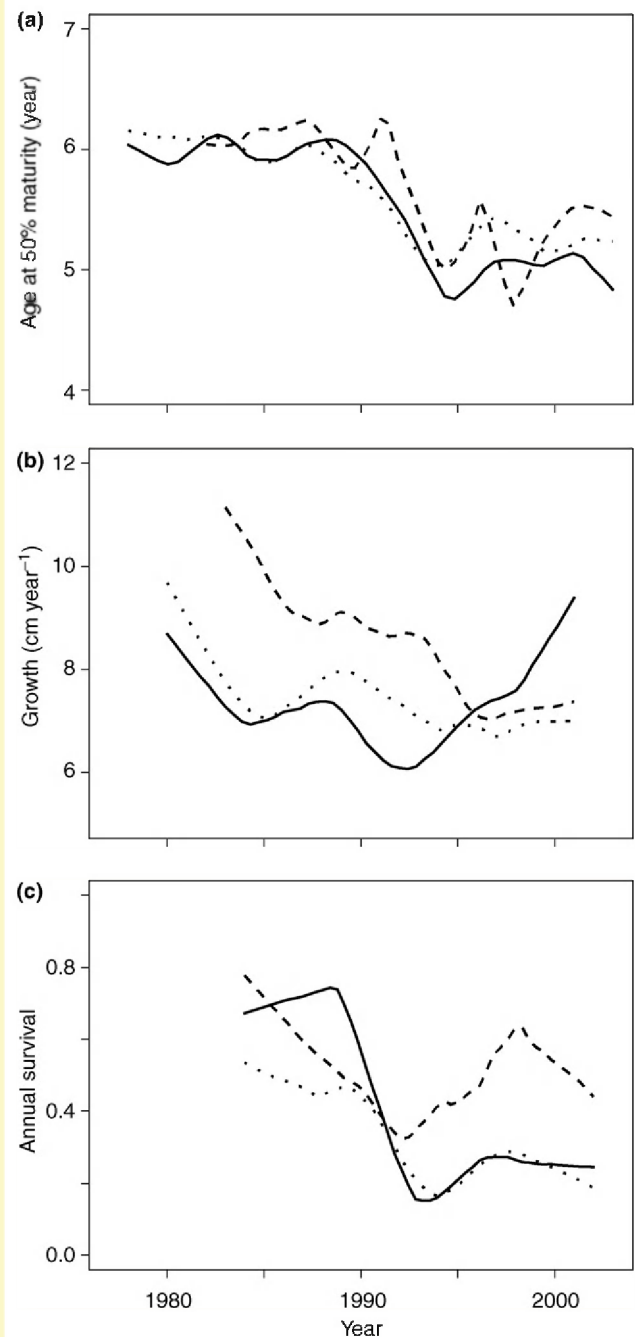 (a)
7
6
5
4
Age at 50% maturity (year)
(b)
12
10
8
6
Growth (cm year⁻¹)
(c)
0.8
0.4
0.0
Annual survival
1980 1990 2000
Year